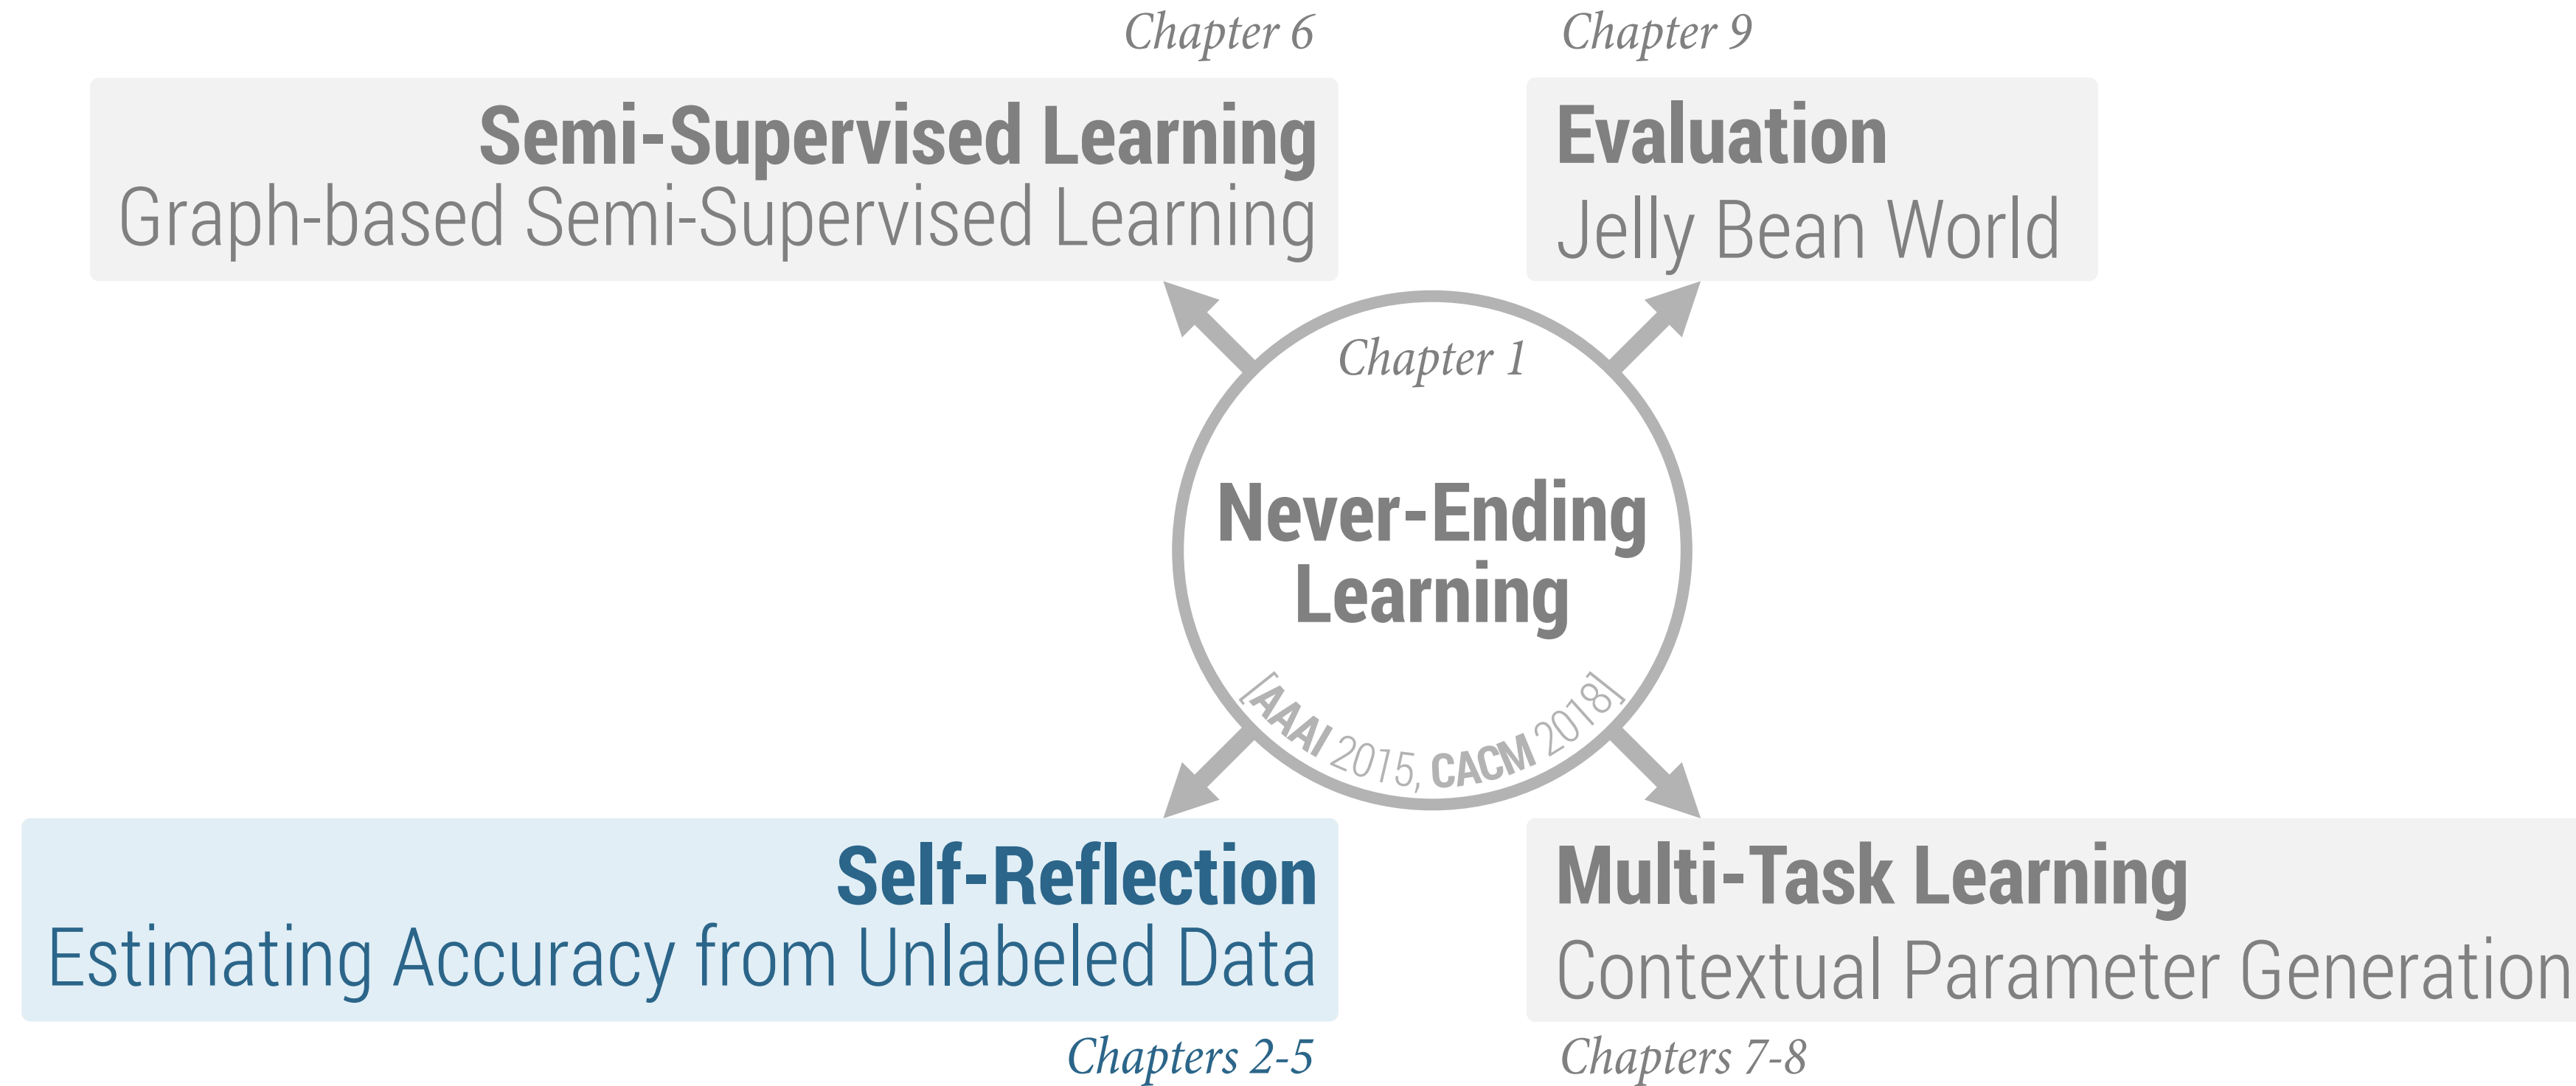 Chapter 6
Semi-Supervised Learning
Graph-based Semi-Supervised Learning
Chapter 9
Evaluation
Jelly Bean World
Chapter 1
Never-Ending
Learning
[AAAI 2015, CACM 2018]
Self-Reflection
Estimating Accuracy from Unlabeled Data
Chapters 2-5
Multi-Task Learning
Contextual Parameter Generation
Chapters 7-8